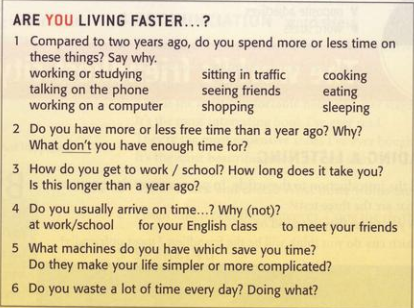 ARE YOU LIVING FASTER...?
1 Compared to two years ago, do you spend more or less time on
these things? Say why.
working or studying sitting in traffic cooking
talking on the phone seeing friends eating
working on a computer shopping sleeping
2 Do you have more or less free time than a year ago? Why?
What don't you have enough time for?
3 How do you get to work / school? How long does it take you?
Is this longer than a year ago?
4 Do you usually arrive on time...? Why (not)?
at work/school for your English class to meet your friends
5 What machines do you have which save you time?
Do they make your life simpler or more complicated?
6 Do you waste a lot of time every day? Doing what?